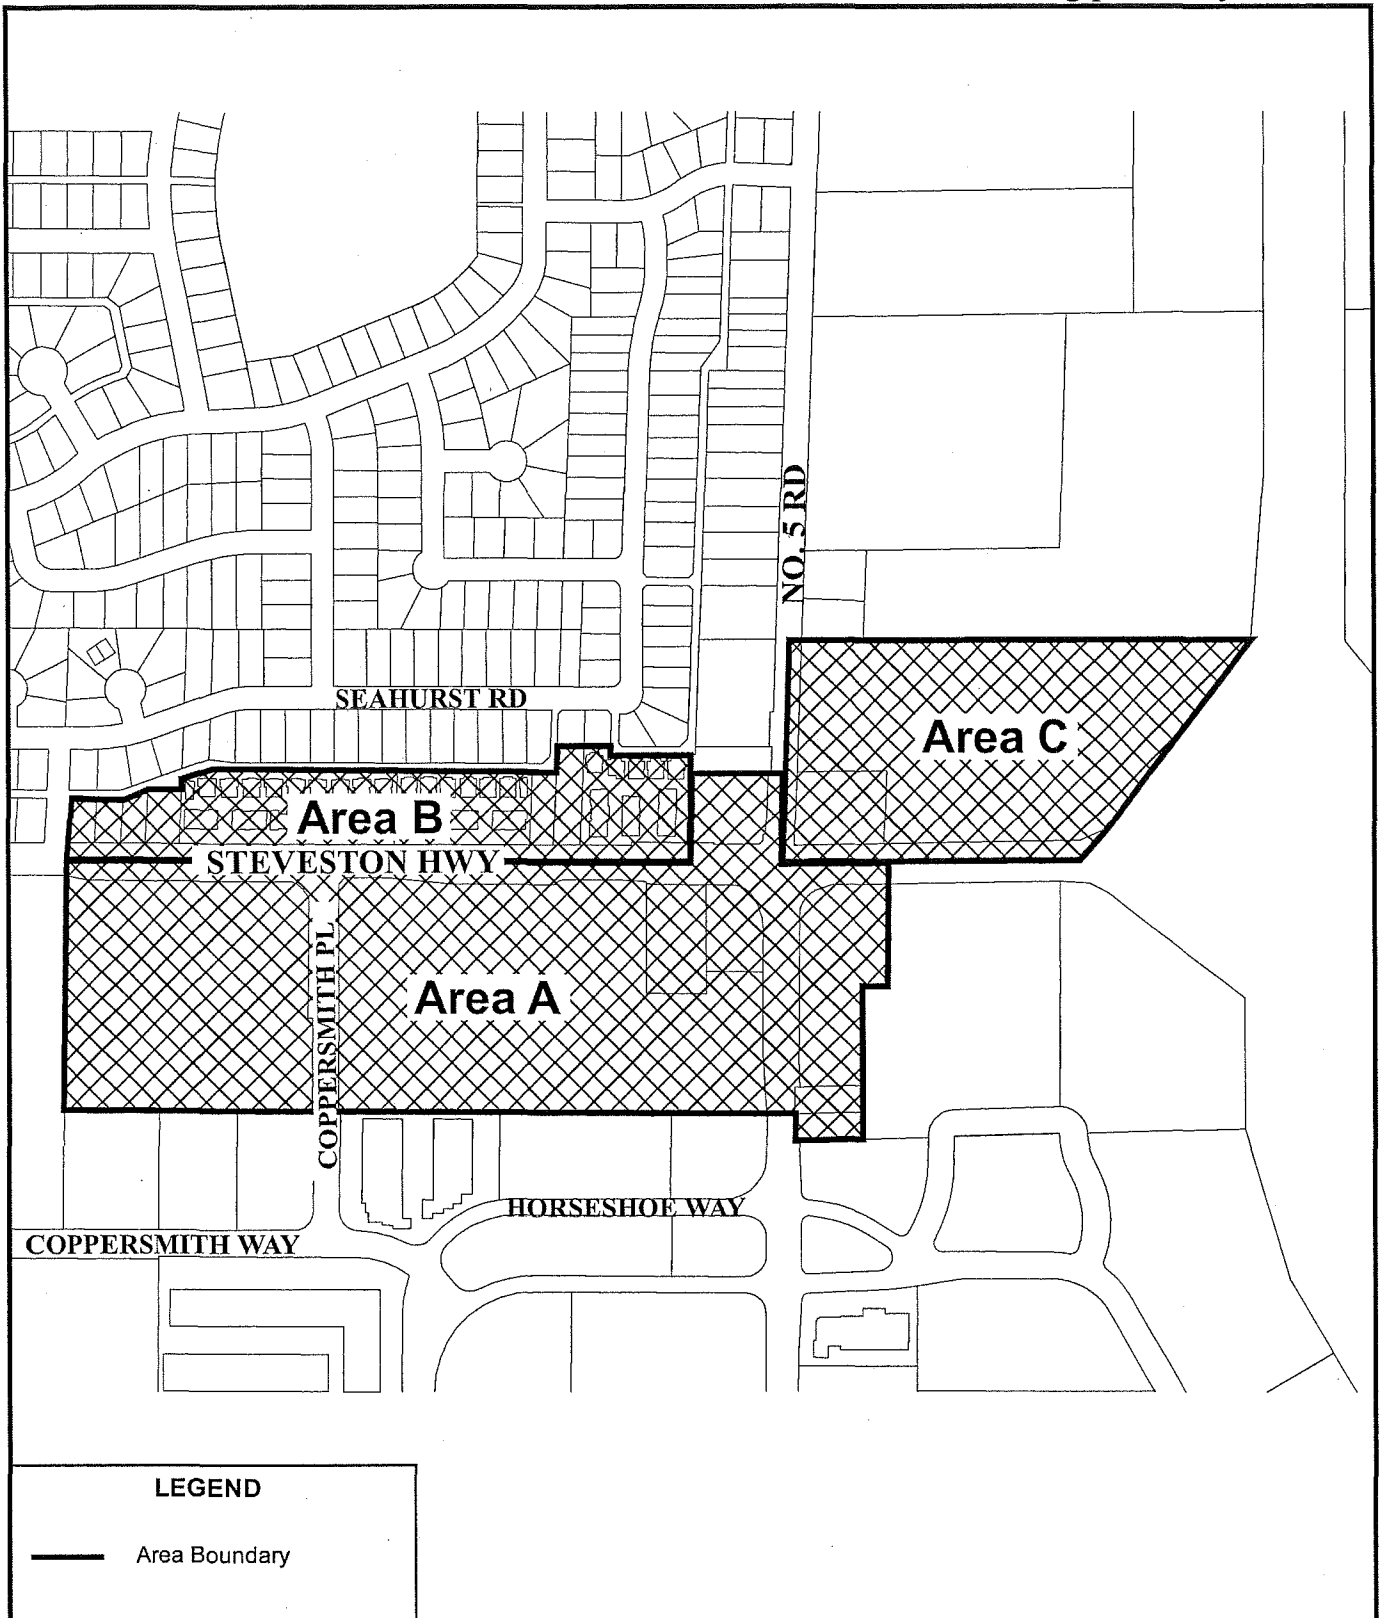 NO. 5 RD
SEAHURST RD
Area C
Area B
STEVESTON HWY
COPPERSMITH PL
Area A
HORSESHOE WAY
COPPERSMITH WAY
LEGEND
Area Boundary